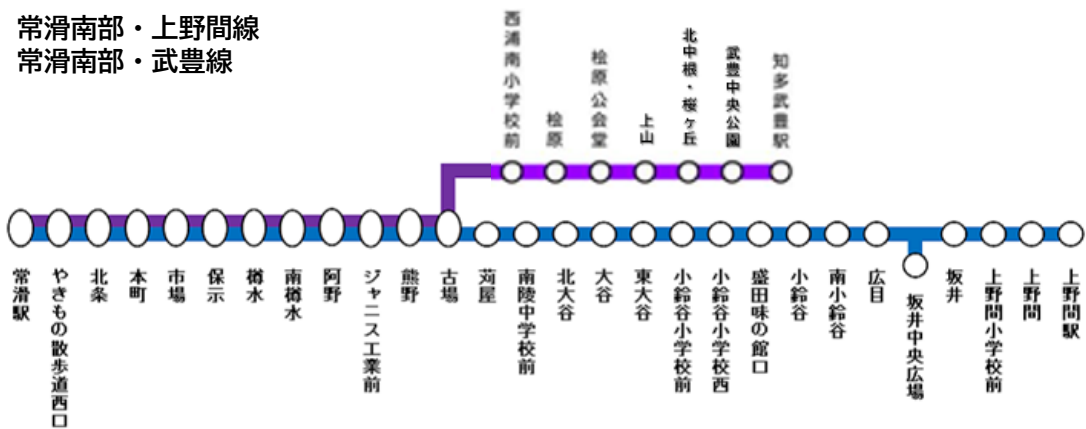 常滑南部・上野間線
常滑南部・武豊線
西浦南小学校前
桧原
桧原公会堂
上山
北中根・桜ヶ丘
武豊中央公園
知多武豊駅
常滑駅
やきもの散歩道西口
北条
本町
市場
保示
樽水
南樽水
阿野
ジャニス工業前
熊野
古場
苅屋
南陵中学校前
北大谷
大谷
東大谷
小鈴谷小学校前
小鈴谷小学校西
盛田味の館口
小鈴谷
南小鈴谷
広目
坂井中央広場
坂井
上野間小学校前
上野間
上野間駅